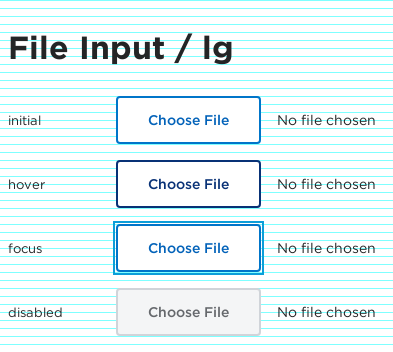 File Input / lg
initial Choose File No file chosen
hover Choose File No file chosen
focus Choose File No file chosen
disabled Choose File No file chosen